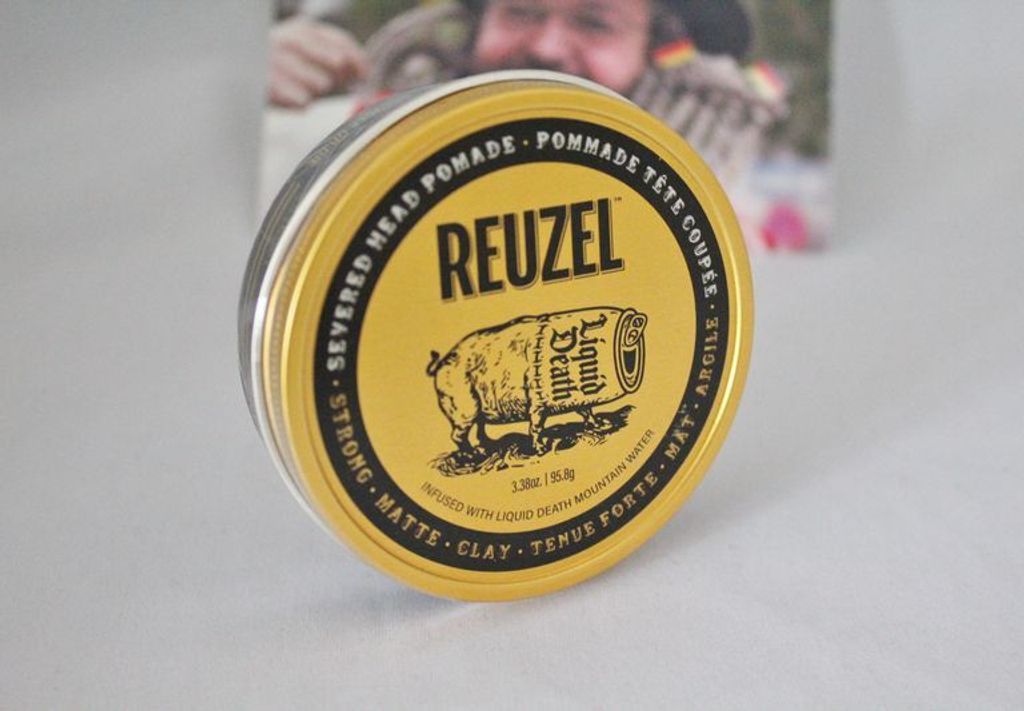 SEVERED HEAD POMADE · POMMADE TÊTE COUPÉE ·
REUZEL™
Liquid
Death
3.38oz. | 95.8g
INFUSED WITH LIQUID DEATH MOUNTAIN WATER
STRONG · MATTE · CLAY · TENUE FORTE · MAT · ARGILE ·